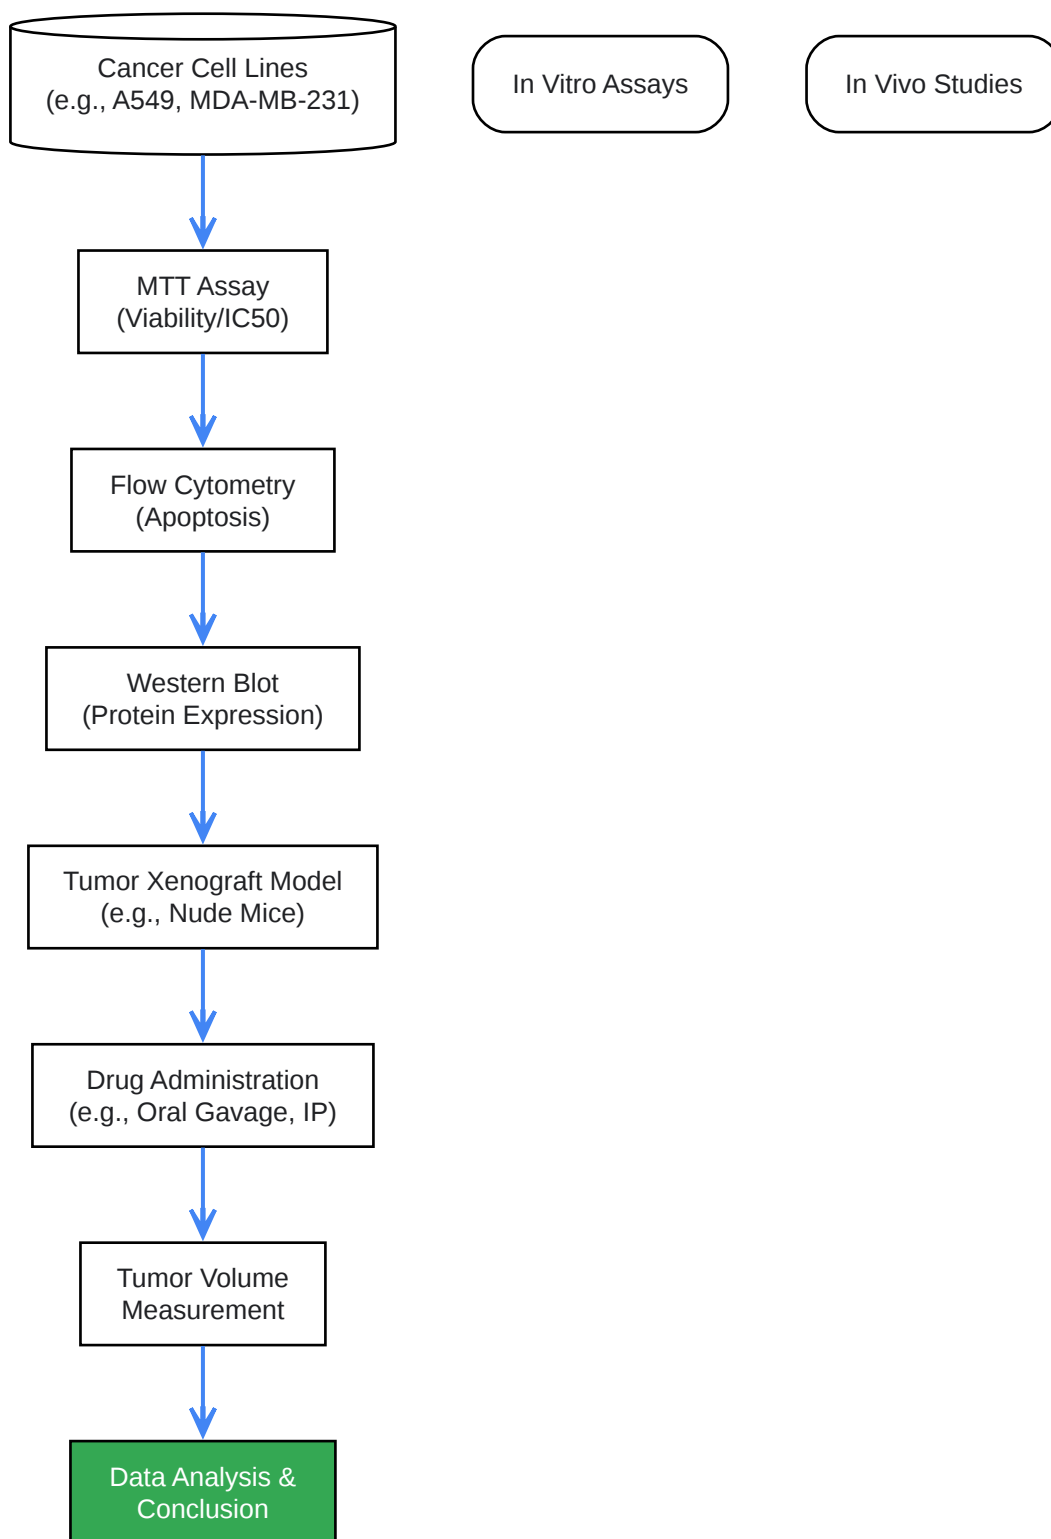 Cancer Cell Lines
(e.g., A549, MDA-MB-231)
In Vitro Assays
In Vivo Studies
MTT Assay
(Viability/IC50)
Flow Cytometry
(Apoptosis)
Western Blot
(Protein Expression)
Tumor Xenograft Model
(e.g., Nude Mice)
Drug Administration
(e.g., Oral Gavage, IP)
Tumor Volume
Measurement
Data Analysis &
Conclusion